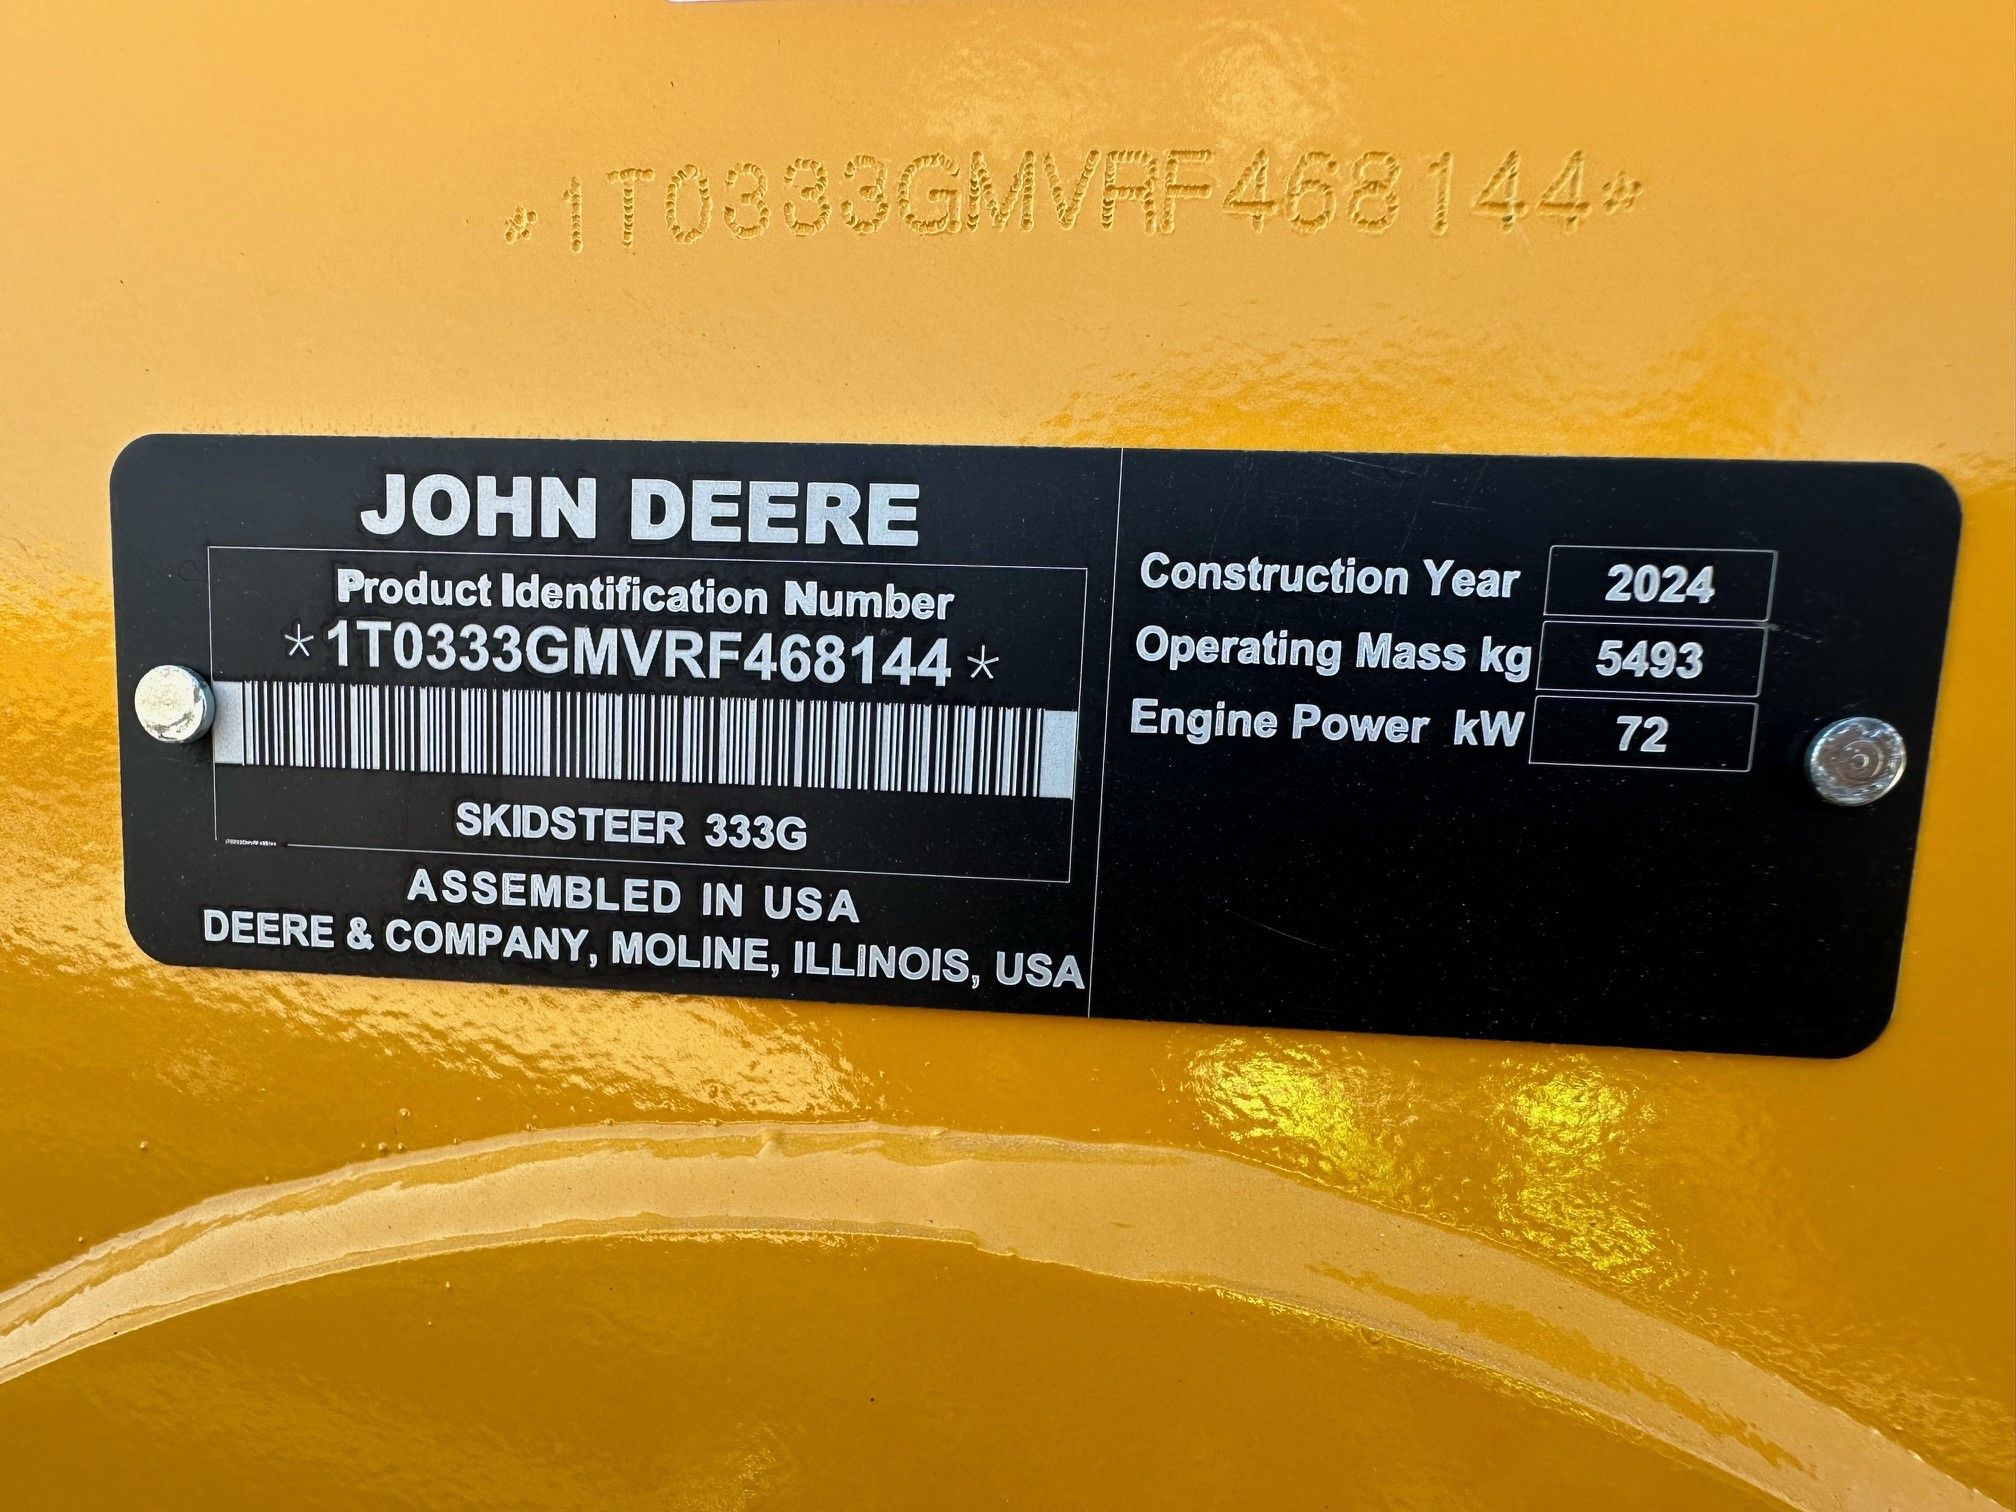 *1T0333GMVRF468144*
JOHN DEERE
Product Identification Number
*1T0333GMVRF468144*
SKIDSTEER 333G
ASSEMBLED IN USA
DEERE & COMPANY, MOLINE, ILLINOIS, USA
Construction Year 2024
Operating Mass kg 5493
Engine Power kW 72